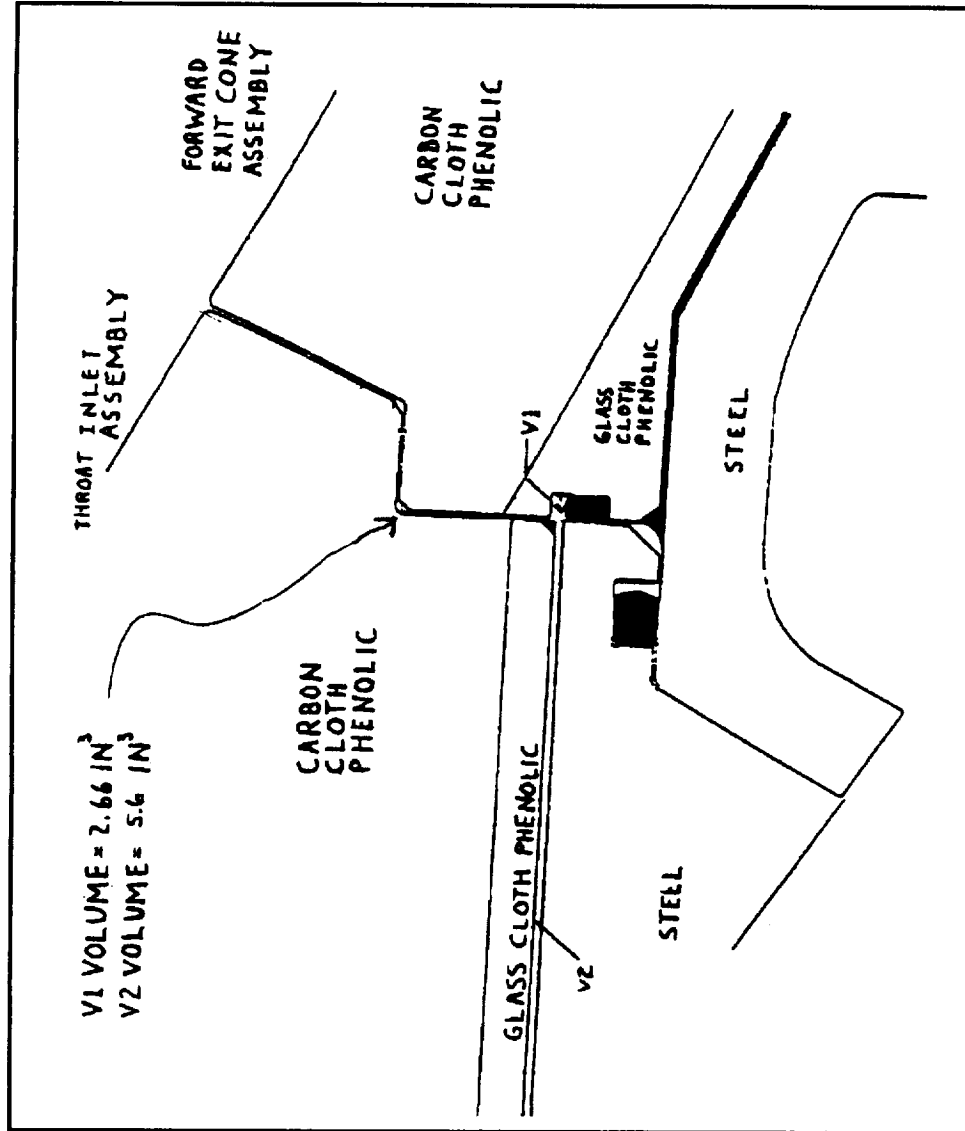 V1 VOLUME = 2.66 IN³
V2 VOLUME = 5.6 IN³
THROAT INLET
ASSEMBLY
FORWARD
EXIT CONE
ASSEMBLY
CARBON
CLOTH
PHENOLIC
CARBON
CLOTH
PHENOLIC
V1
GLASS CLOTH PHENOLIC
V2
GLASS
CLOTH
PHENOLIC
STEEL
STEEL